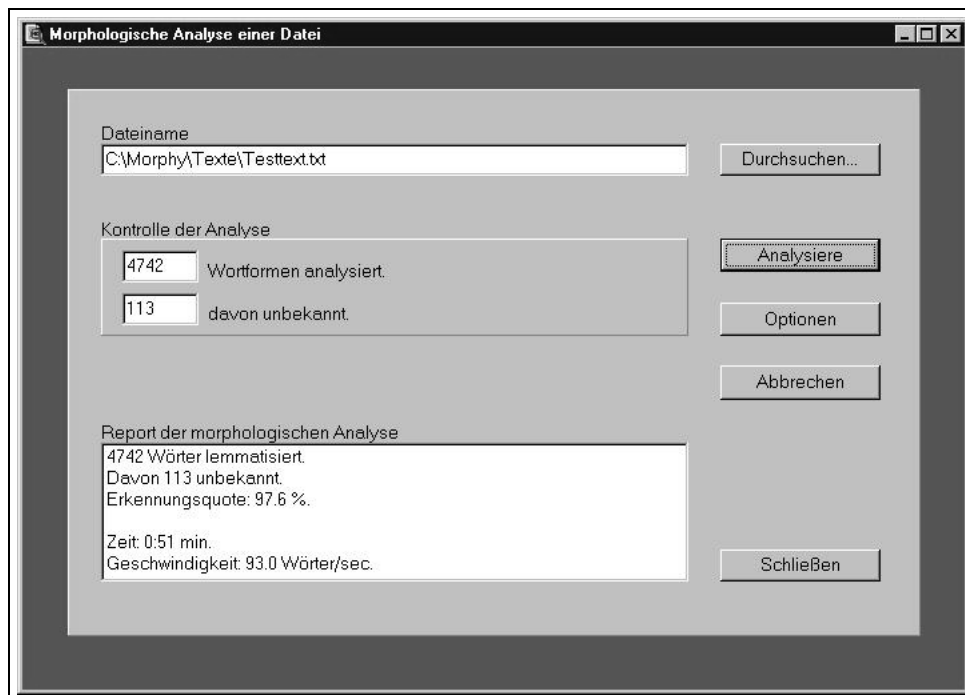 Morphologische Analyse einer Datei
Dateiname
C:\Morphy\Texte\Testtext.txt
Durchsuchen...
Kontrolle der Analyse
4742 Wortformen analysiert.
113 davon unbekannt.
Analysiere
Optionen
Abbrechen
Report der morphologischen Analyse
4742 Wörter lemmatisiert.
Davon 113 unbekannt.
Erkennungsquote: 97.6 %.
Zeit: 0:51 min.
Geschwindigkeit: 93.0 Wörter/sec.
Schließen